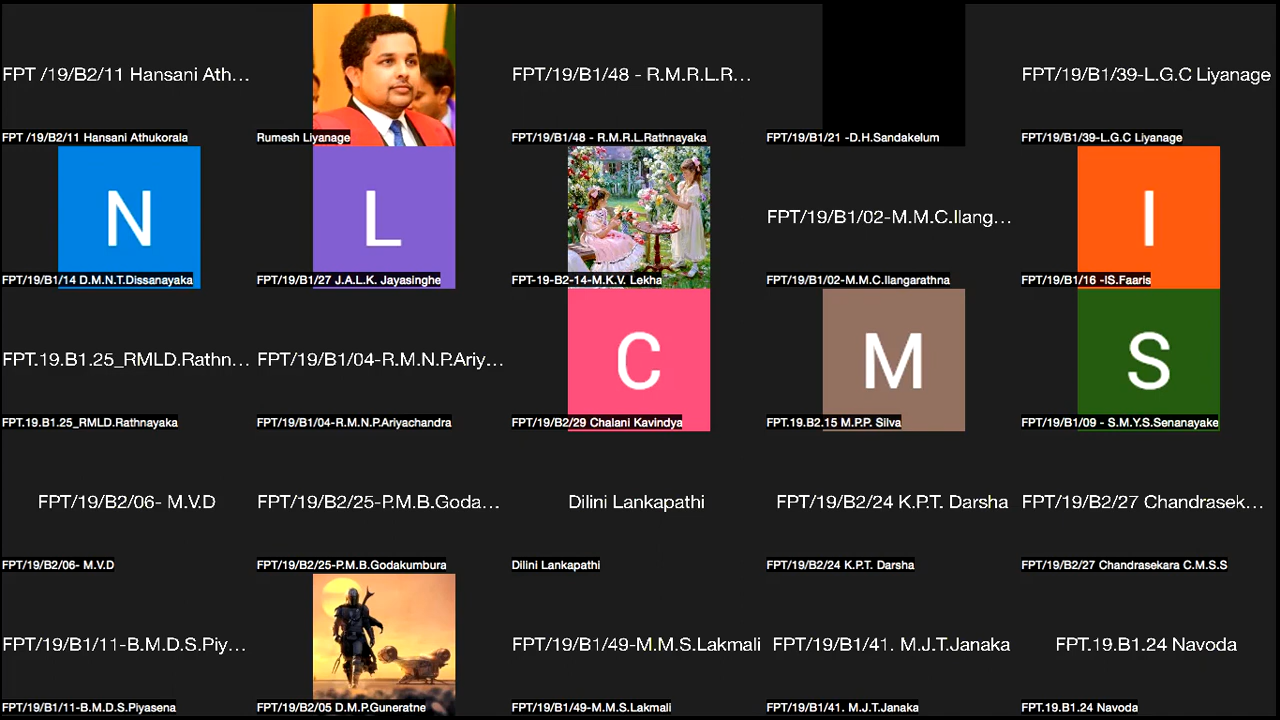 FPT /19/B2/11 Hansani Ath...
FPT/19/B1/48 - R.M.R.L.R...
FPT/19/B1/39-L.G.C Liyanage
FPT /19/B2/11 Hansani Athukorala
Rumesh Liyanage
FPT/19/B1/48 - R.M.R.L.Rathnayaka
FPT/19/B1/21 -D.H.Sandakelum
FPT/19/B1/39-L.G.C Liyanage
N
L
FPT/19/B1/02-M.M.C.Ilang...
I
FPT/19/B1/14 D.M.N.T.Dissanayaka
FPT/19/B1/27 J.A.L.K. Jayasinghe
FPT-19-B2-14-M.K.V. Lekha
FPT/19/B1/02-M.M.C.Ilangarathna
FPT/19/B1/16 -IS.Faaris
FPT.19.B1.25_RMLD.Rathn...
FPT/19/B1/04-R.M.N.P.Ariy...
C
M
S
FPT.19.B1.25_RMLD.Rathnayaka
FPT/19/B1/04-R.M.N.P.Ariyachandra
FPT/19/B2/29 Chalani Kavindya
FPT.19.B2.15 M.P.P. Silva
FPT/19/B1/09 - S.M.Y.S.Senanayake
FPT/19/B2/06- M.V.D
FPT/19/B2/25-P.M.B.Goda...
Dilini Lankapathi
FPT/19/B2/24 K.P.T. Darsha
FPT/19/B2/27 Chandrasek...
FPT/19/B2/06- M.V.D
FPT/19/B2/25-P.M.B.Godakumbura
Dilini Lankapathi
FPT/19/B2/24 K.P.T. Darsha
FPT/19/B2/27 Chandrasekara C.M.S.S
FPT/19/B1/11-B.M.D.S.Piy...
FPT/19/B1/49-M.M.S.Lakmali
FPT/19/B1/41. M.J.T.Janaka
FPT.19.B1.24 Navoda
FPT/19/B1/11-B.M.D.S.Piyasena
FPT/19/B2/05 D.M.P.Guneratne
FPT/19/B1/49-M.M.S.Lakmali
FPT/19/B1/41. M.J.T.Janaka
FPT.19.B1.24 Navoda